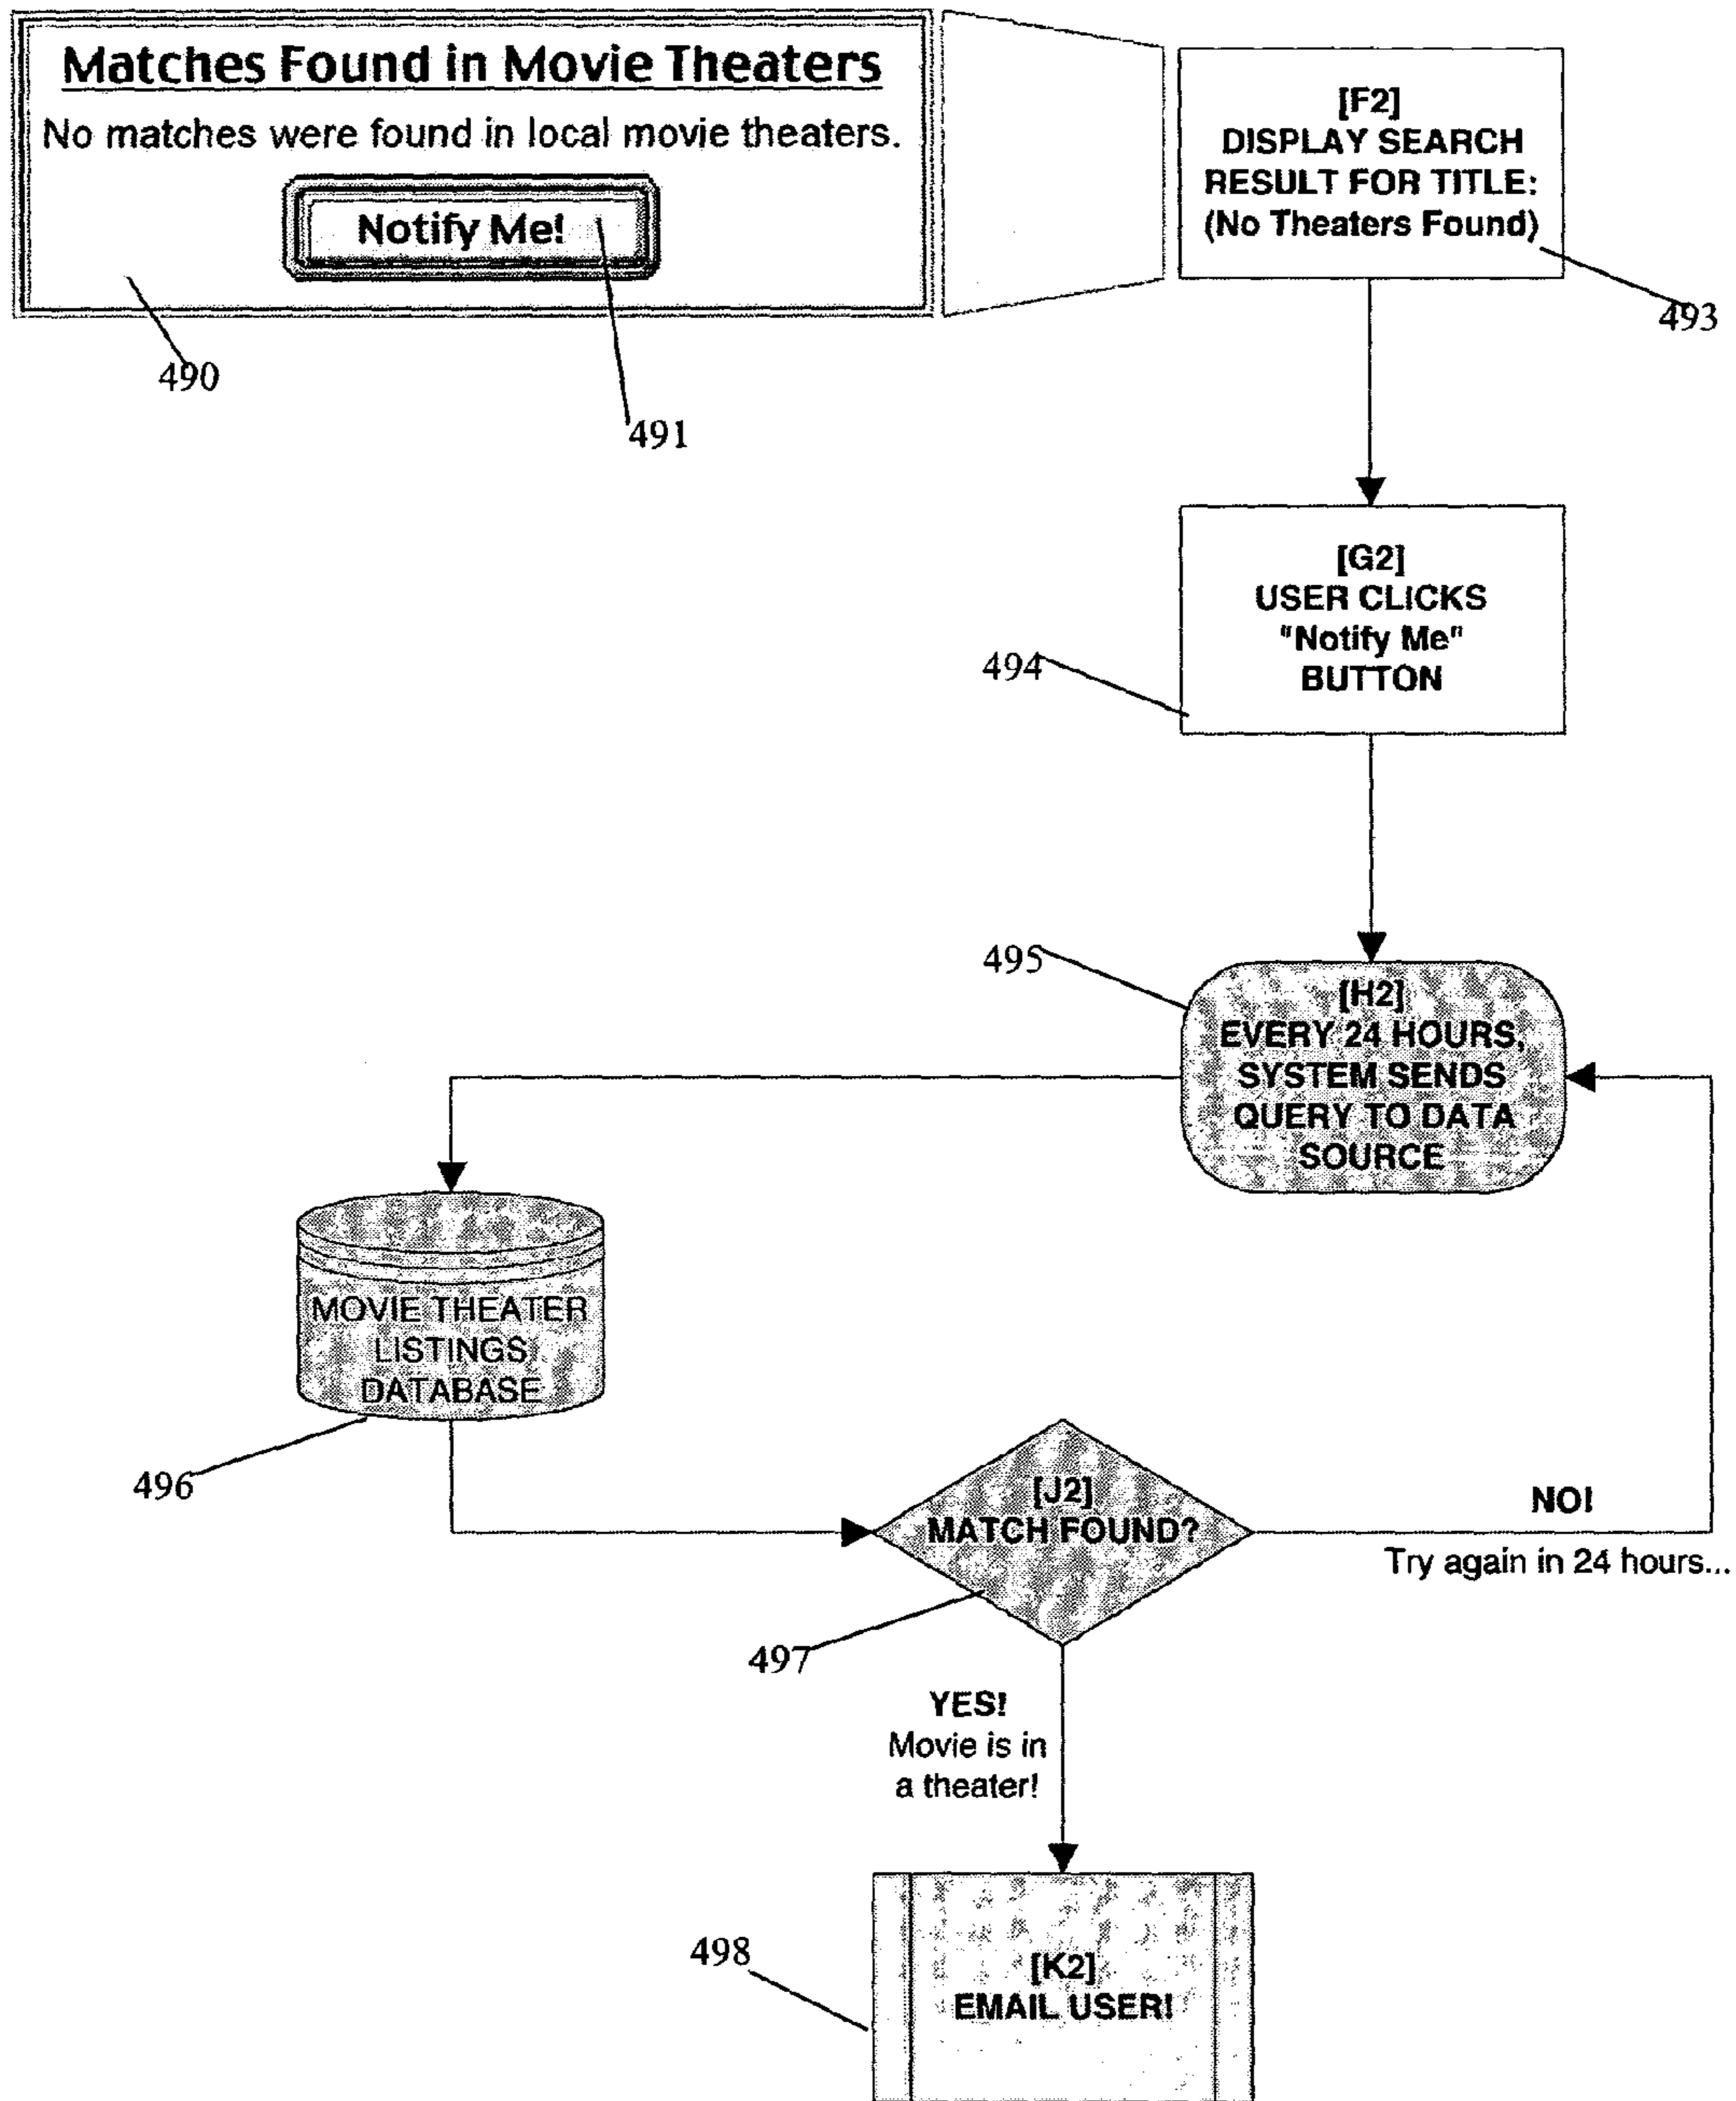 Matches Found in Movie Theaters
No matches were found in local movie theaters.
Notify Me!
490
491
[F2]
DISPLAY SEARCH
RESULT FOR TITLE:
(No Theaters Found)
493
[G2]
USER CLICKS
"Notify Me"
BUTTON
494
495
[H2]
EVERY 24 HOURS,
SYSTEM SENDS
QUERY TO DATA
SOURCE
MOVIE THEATER
LISTINGS
DATABASE
496
[J2]
MATCH FOUND?
497
NO!
Try again in 24 hours...
YES!
Movie is in
a theater!
498
[K2]
EMAIL USER!